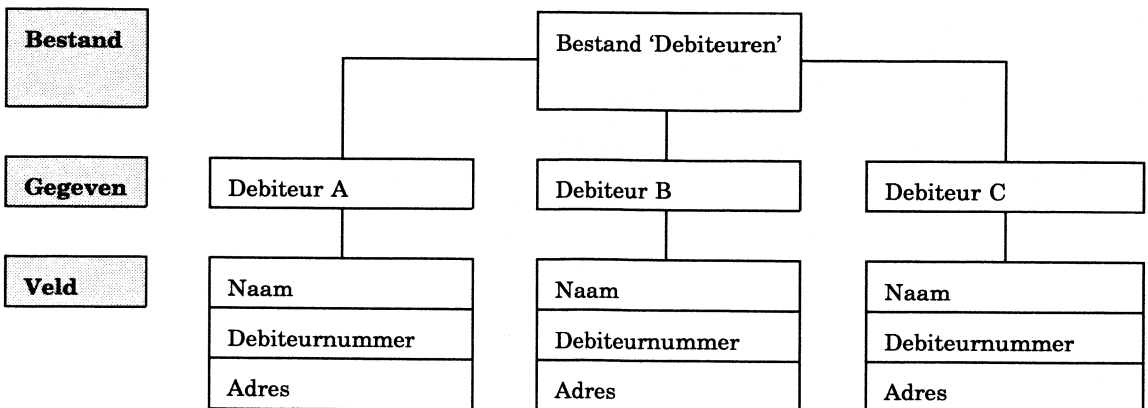 Bestand
Bestand ‘Debiteuren’
Gegeven
Debiteur A
Debiteur B
Debiteur C
Veld
Naam
Naam
Naam
Debiteurnummer
Debiteurnummer
Debiteurnummer
Adres
Adres
Adres